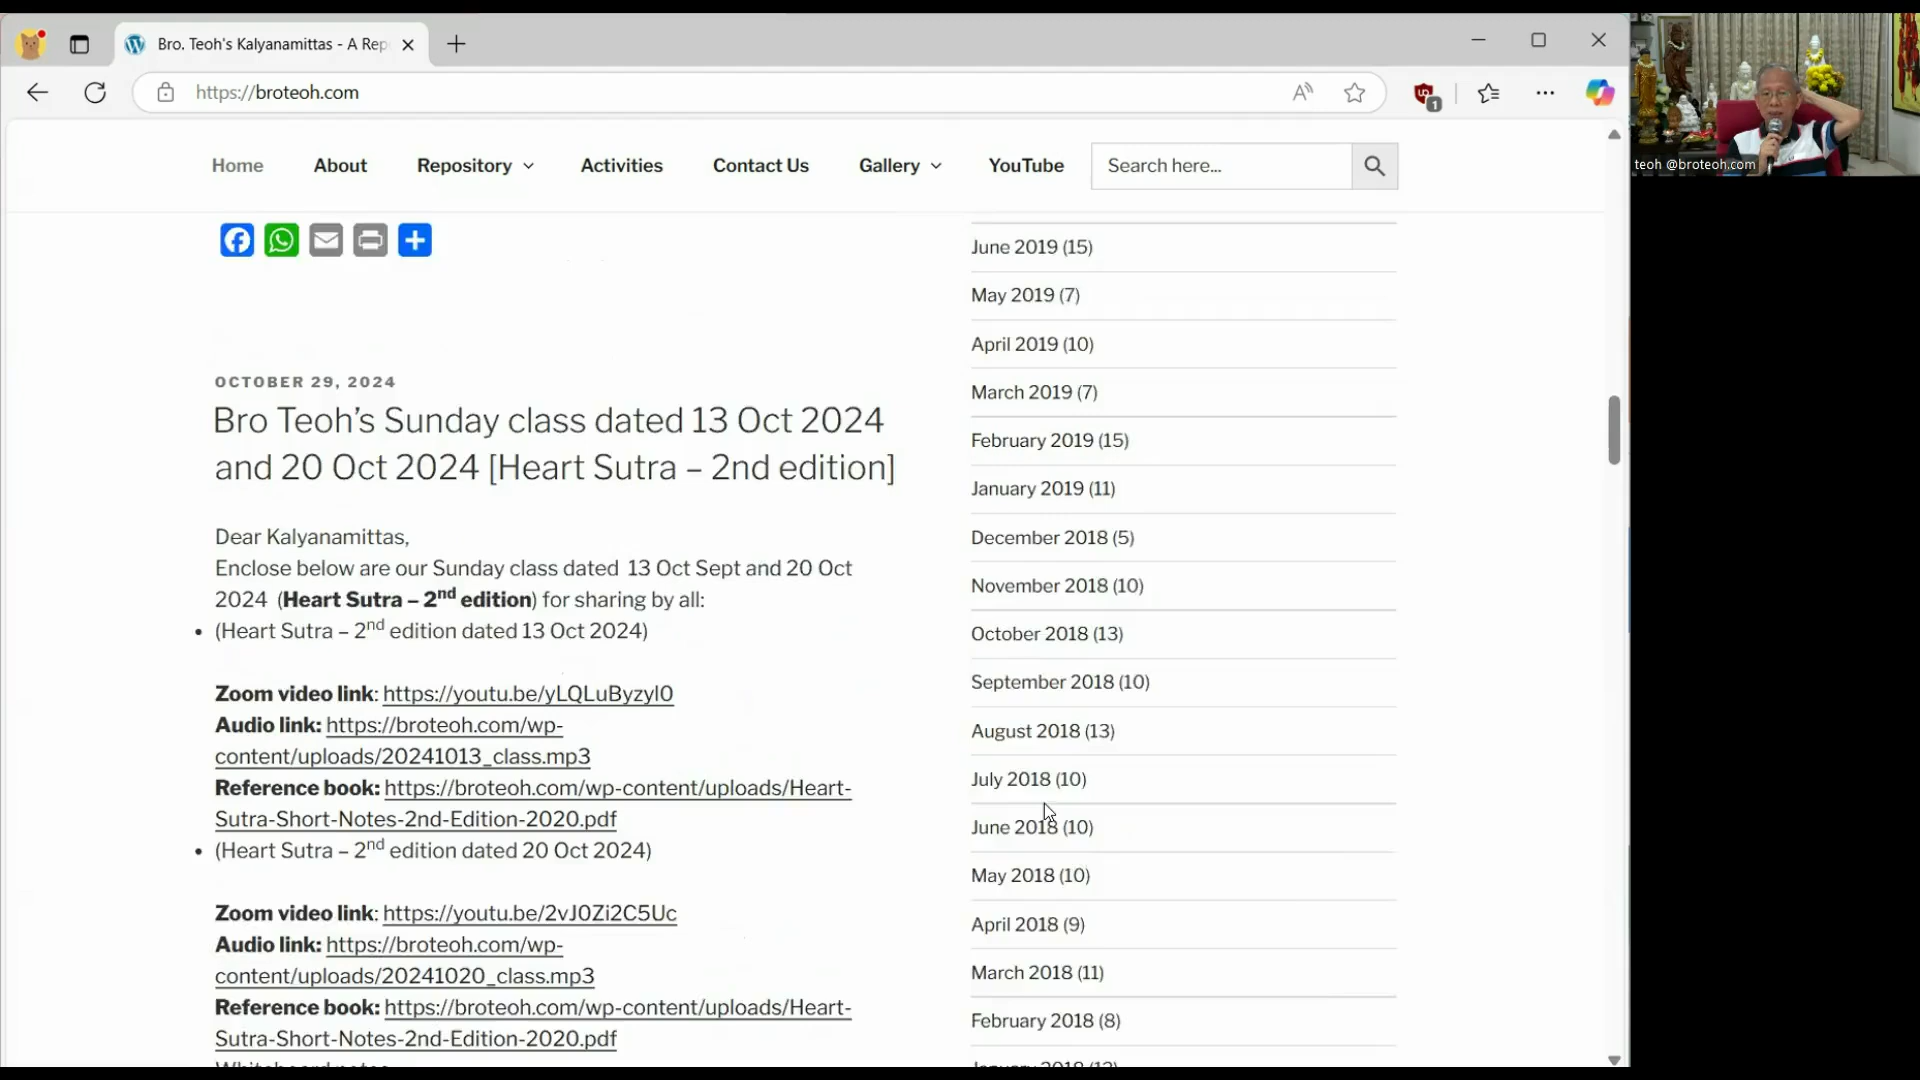 Bro. Teoh's Kalyanamittas - A Rep
https://broteoh.com
1
teoh @broteoh.com
Home
About
Repository
Activities
Contact Us
Gallery
YouTube
Search here...
OCTOBER 29, 2024
Bro Teoh’s Sunday class dated 13 Oct 2024
and 20 Oct 2024 [Heart Sutra – 2nd edition]
Dear Kalyanamittas,
Enclose below are our Sunday class dated 13 Oct Sept and 20 Oct
2024 (Heart Sutra – 2nd edition) for sharing by all:
• (Heart Sutra – 2nd edition dated 13 Oct 2024)
Zoom video link: https://youtu.be/yLQLuByzyl0
Audio link: https://broteoh.com/wp-
content/uploads/20241013_class.mp3
Reference book: https://broteoh.com/wp-content/uploads/Heart-
Sutra-Short-Notes-2nd-Edition-2020.pdf
• (Heart Sutra – 2nd edition dated 20 Oct 2024)
Zoom video link: https://youtu.be/2vJ0Zi2C5Uc
Audio link: https://broteoh.com/wp-
content/uploads/20241020_class.mp3
Reference book: https://broteoh.com/wp-content/uploads/Heart-
Sutra-Short-Notes-2nd-Edition-2020.pdf
June 2019 (15)
May 2019 (7)
April 2019 (10)
March 2019 (7)
February 2019 (15)
January 2019 (11)
December 2018 (5)
November 2018 (10)
October 2018 (13)
September 2018 (10)
August 2018 (13)
July 2018 (10)
June 2018 (10)
May 2018 (10)
April 2018 (9)
March 2018 (11)
February 2018 (8)